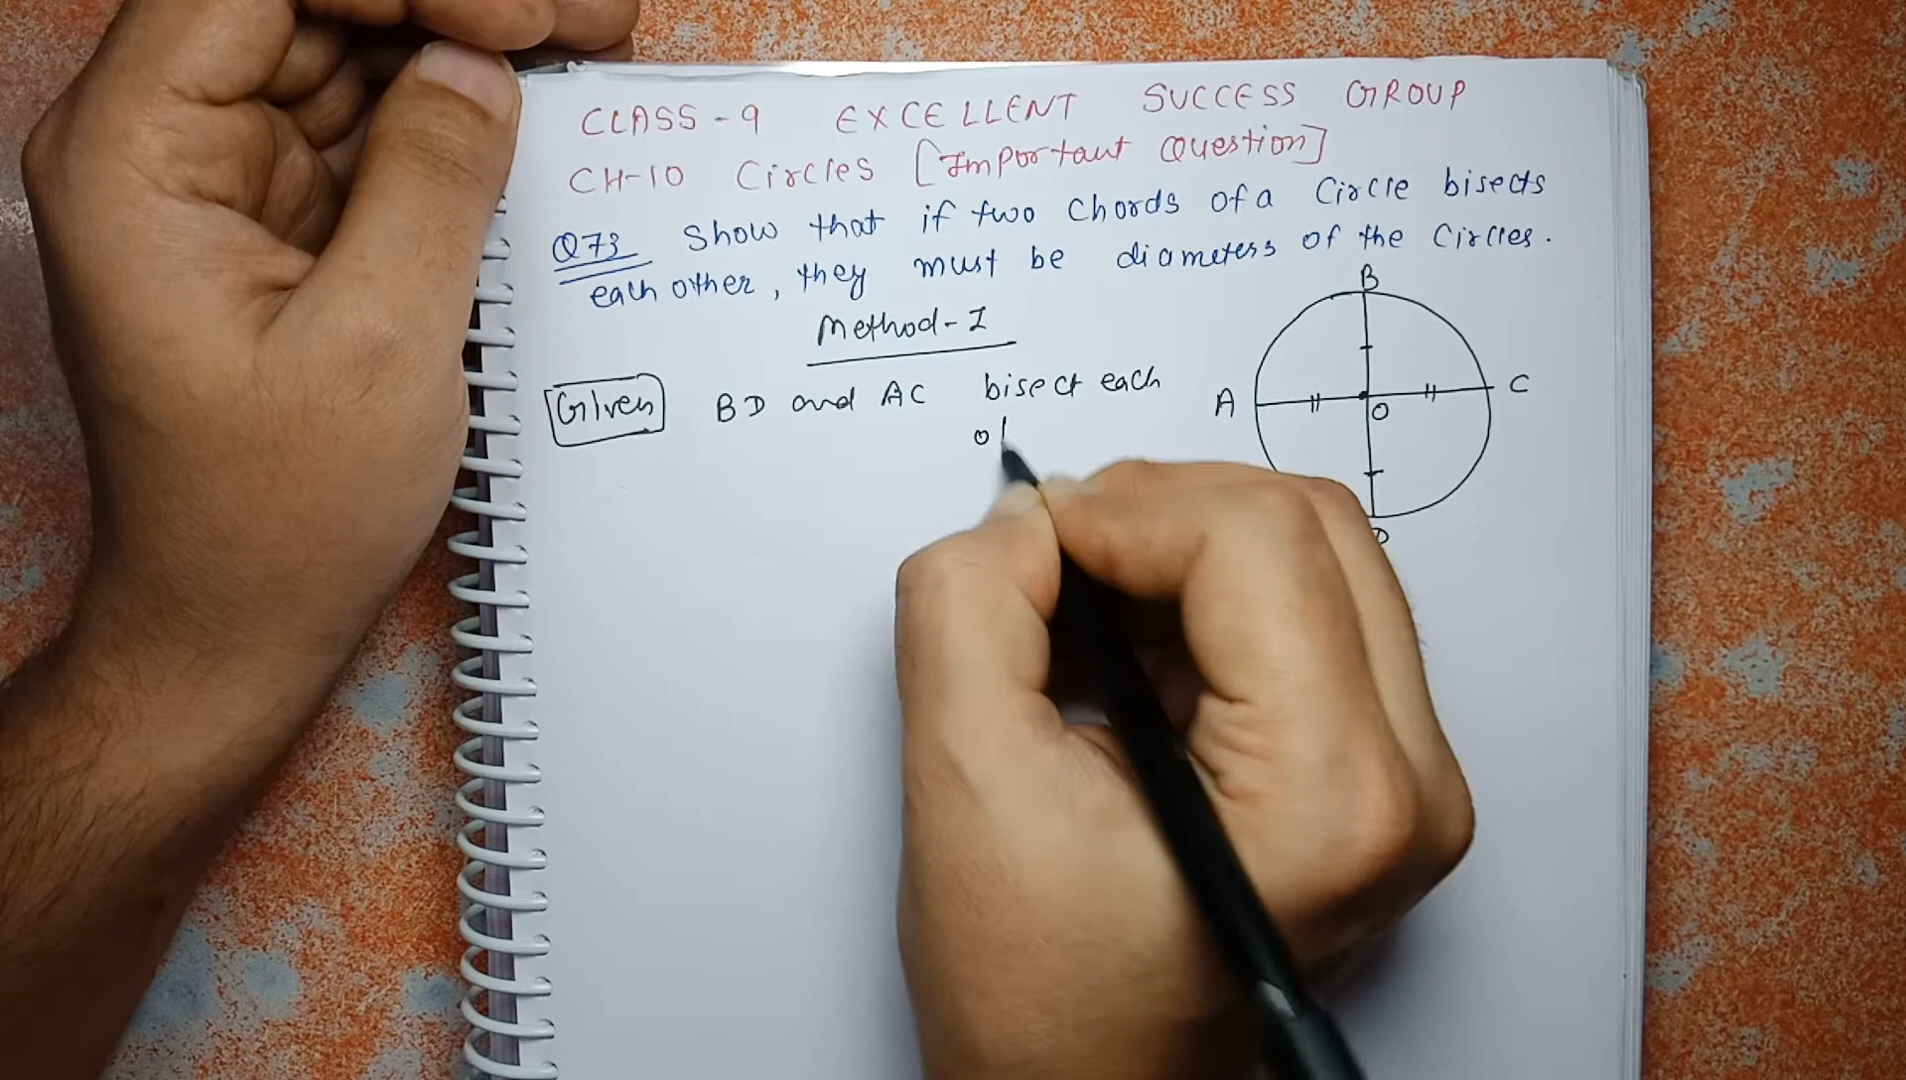 CLASS-9 EXCELLENT SUCCESS GROUP
CH-10 Circles [Important Question]
Q73 Show that if two chords of a Circle bisects
each other, they must be diameters of the Circles.
Method-I
Given BD and AC bisect each
B
A
C
O
D